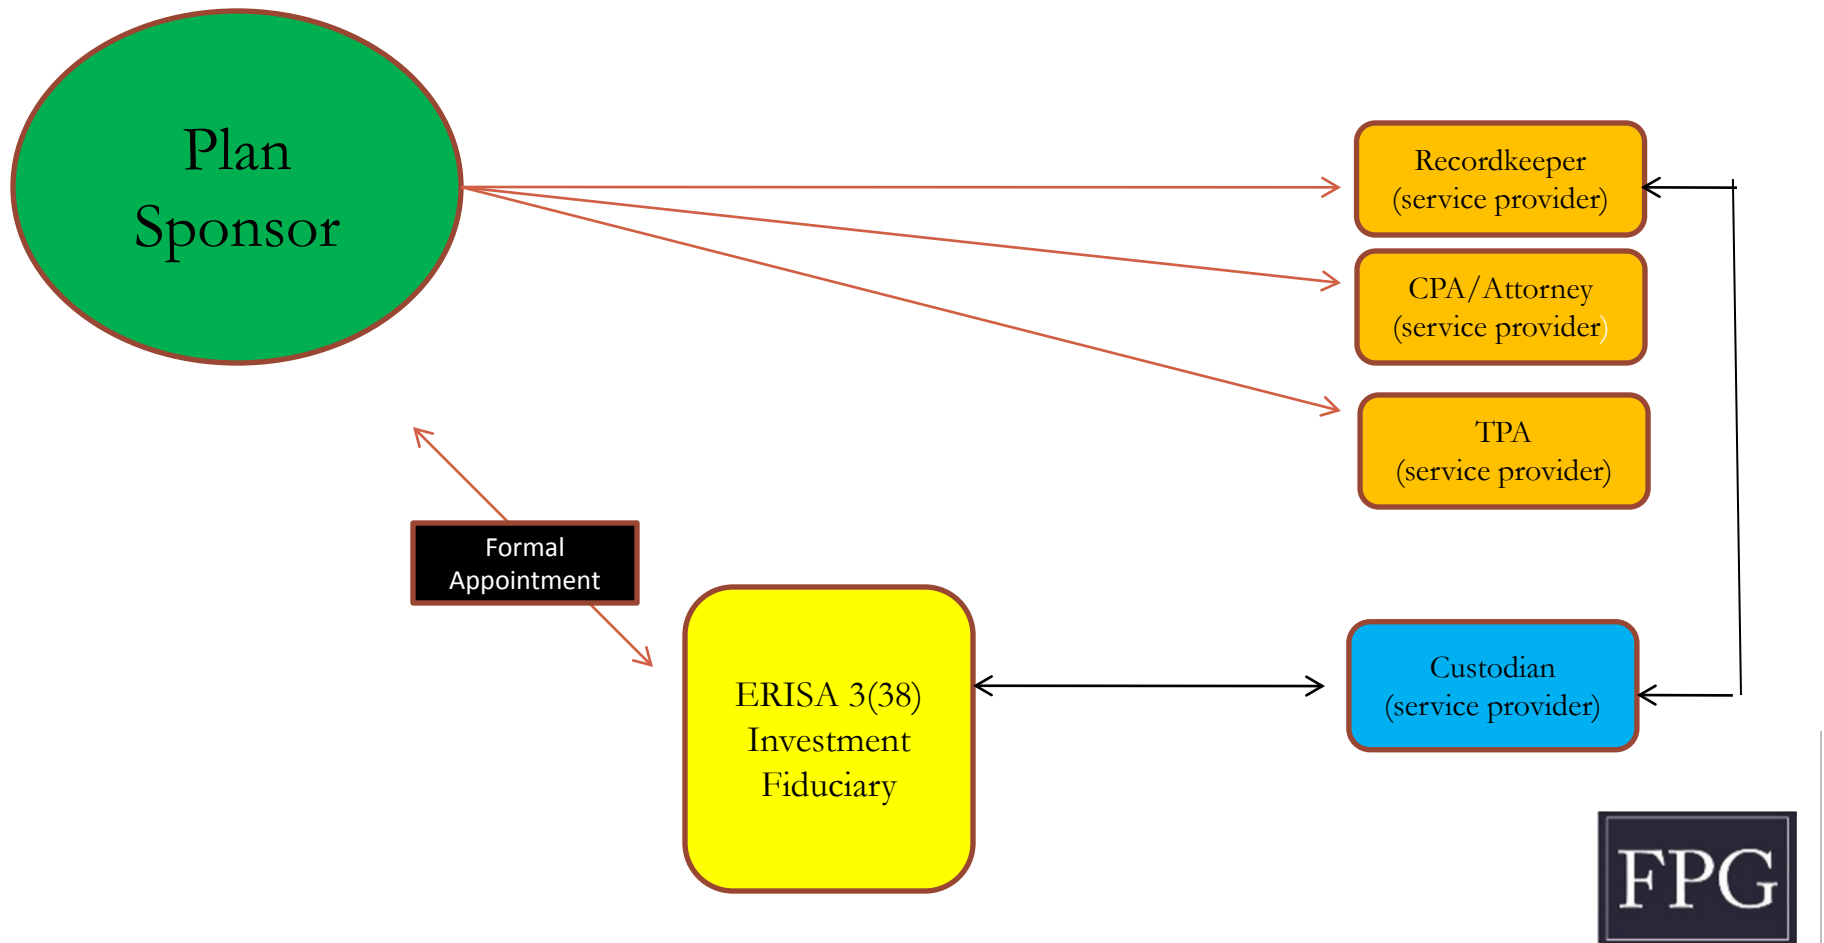 Plan
Sponsor
Recordkeeper
(service provider)
CPA/Attorney
(service provider)
TPA
(service provider)
Formal
Appointment
ERISA 3(38)
Investment
Fiduciary
Custodian
(service provider)
FPG